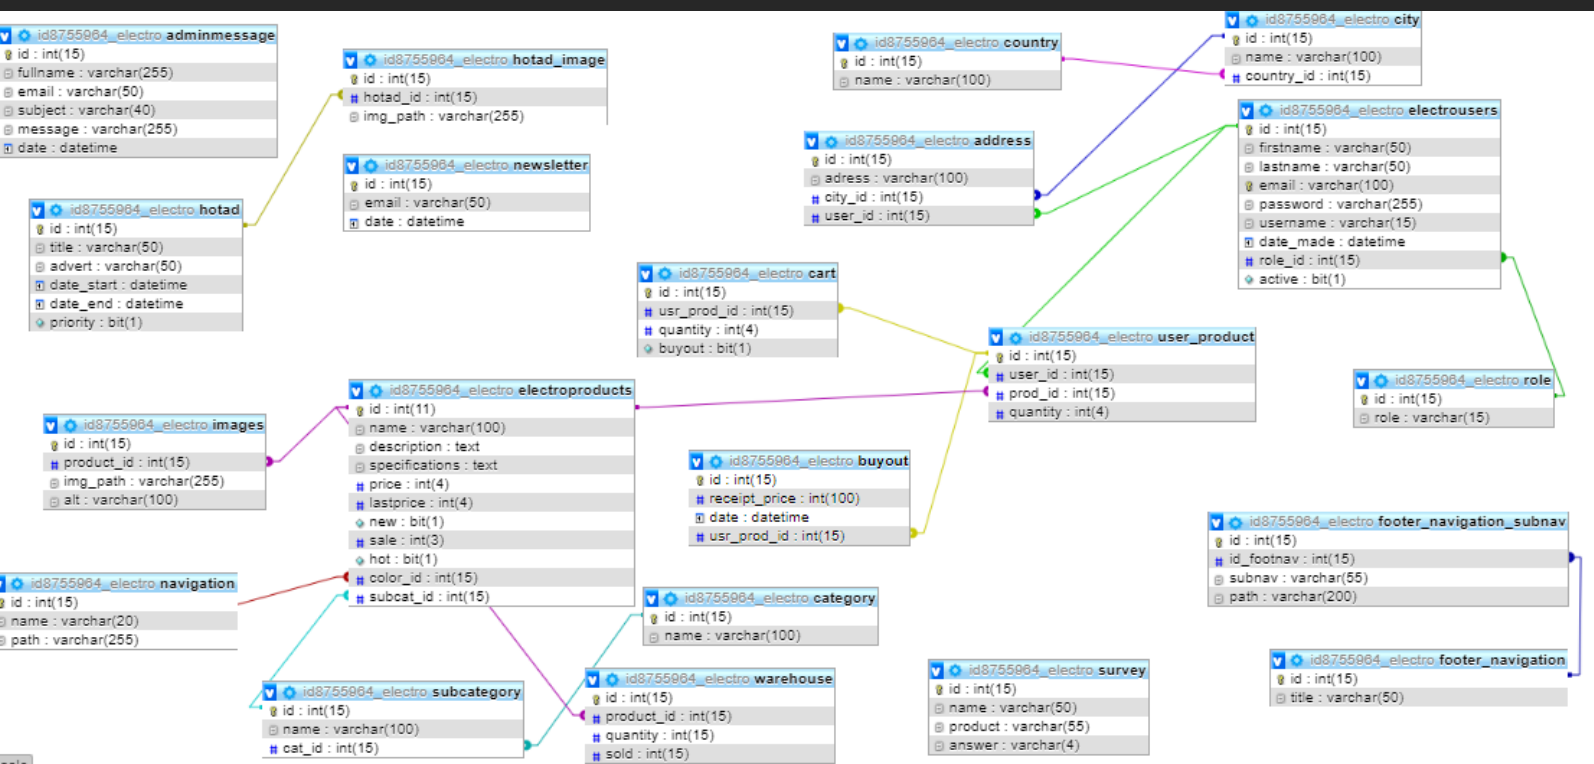 id8755964_electro adminmessage
id : int(15)
fullname : varchar(255)
email : varchar(50)
subject : varchar(40)
message : varchar(255)
date : datetime
id8755964_electro hotad_image
id : int(15)
hotad_id : int(15)
img_path : varchar(255)
id8755964_electro newsletter
id : int(15)
email : varchar(50)
date : datetime
id8755964_electro hotad
id : int(15)
title : varchar(50)
advert : varchar(50)
date_start : datetime
date_end : datetime
priority : bit(1)
id8755964_electro country
id : int(15)
name : varchar(100)
id8755964_electro city
id : int(15)
name : varchar(100)
country_id : int(15)
id8755964_electro address
id : int(15)
adress : varchar(100)
city_id : int(15)
user_id : int(15)
id8755964_electro electrousers
id : int(15)
firstname : varchar(50)
lastname : varchar(50)
email : varchar(100)
password : varchar(255)
username : varchar(15)
date_made : datetime
role_id : int(15)
active : bit(1)
id8755964_electro cart
id : int(15)
usr_prod_id : int(15)
quantity : int(4)
buyout : bit(1)
id8755964_electro user_product
id : int(15)
user_id : int(15)
prod_id : int(15)
quantity : int(4)
id8755964_electro role
id : int(15)
role : varchar(15)
id8755964_electro electroproducts
id : int(11)
name : varchar(100)
description : text
specifications : text
price : int(4)
lastprice : int(4)
new : bit(1)
sale : int(3)
hot : bit(1)
color_id : int(15)
subcat_id : int(15)
id8755964_electro images
id : int(15)
product_id : int(15)
img_path : varchar(255)
alt : varchar(100)
id8755964_electro buyout
id : int(15)
receipt_price : int(100)
date : datetime
usr_prod_id : int(15)
id8755964_electro footer_navigation_subnav
id : int(15)
id_footnav : int(15)
subnav : varchar(55)
path : varchar(200)
id8755964_electro navigation
id : int(15)
name : varchar(20)
path : varchar(255)
id8755964_electro category
id : int(15)
name : varchar(100)
id8755964_electro subcategory
id : int(15)
name : varchar(100)
cat_id : int(15)
id8755964_electro warehouse
id : int(15)
product_id : int(15)
quantity : int(15)
sold : int(15)
id8755964_electro survey
id : int(15)
name : varchar(50)
product : varchar(55)
answer : varchar(4)
id8755964_electro footer_navigation
id : int(15)
title : varchar(50)